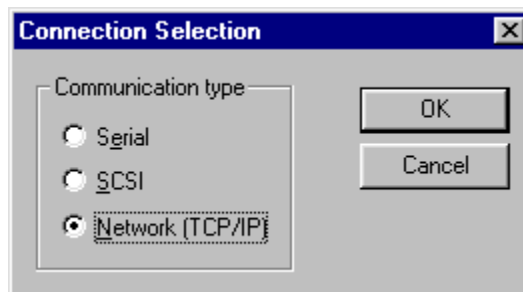 Connection Selection
Communication type
Serial
SCSI
Network (TCP/IP)
OK
Cancel